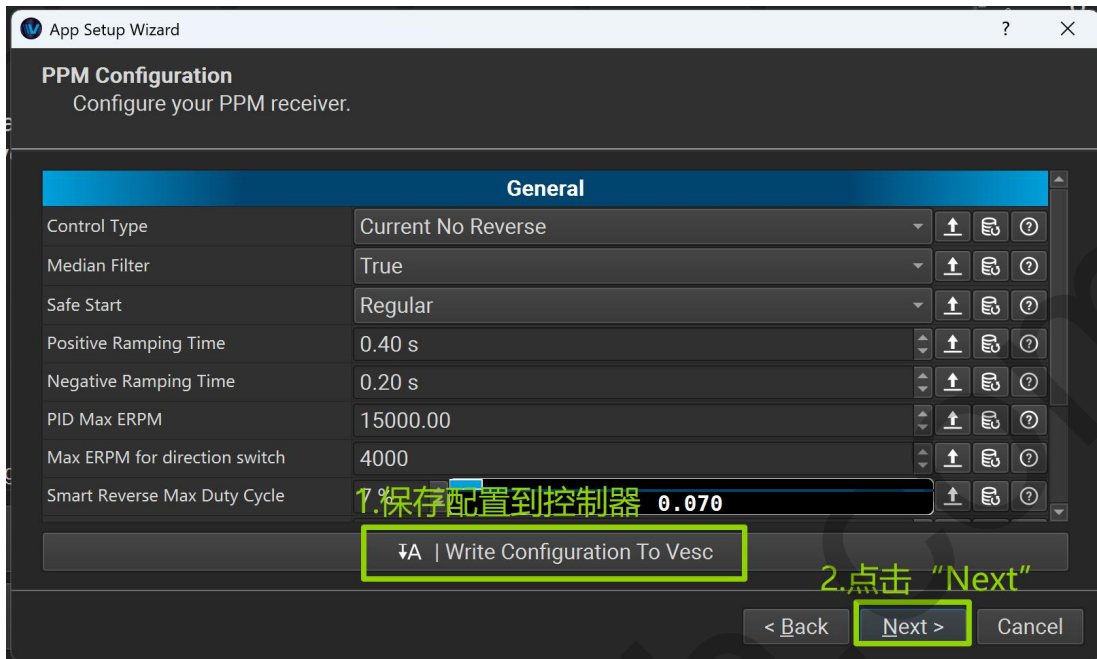 App Setup Wizard
?
PPM Configuration
Configure your PPM receiver.
General
Control Type
Current No Reverse
Median Filter
True
Safe Start
Regular
Positive Ramping Time
0.40 s
Negative Ramping Time
0.20 s
PID Max ERPM
15000.00
Max ERPM for direction switch
4000
Smart Reverse Max Duty Cycle
7 %
0.070
1.保存配置到控制器
A | Write Configuration To Vesc
2.点击“Next”
< Back
Next >
Cancel